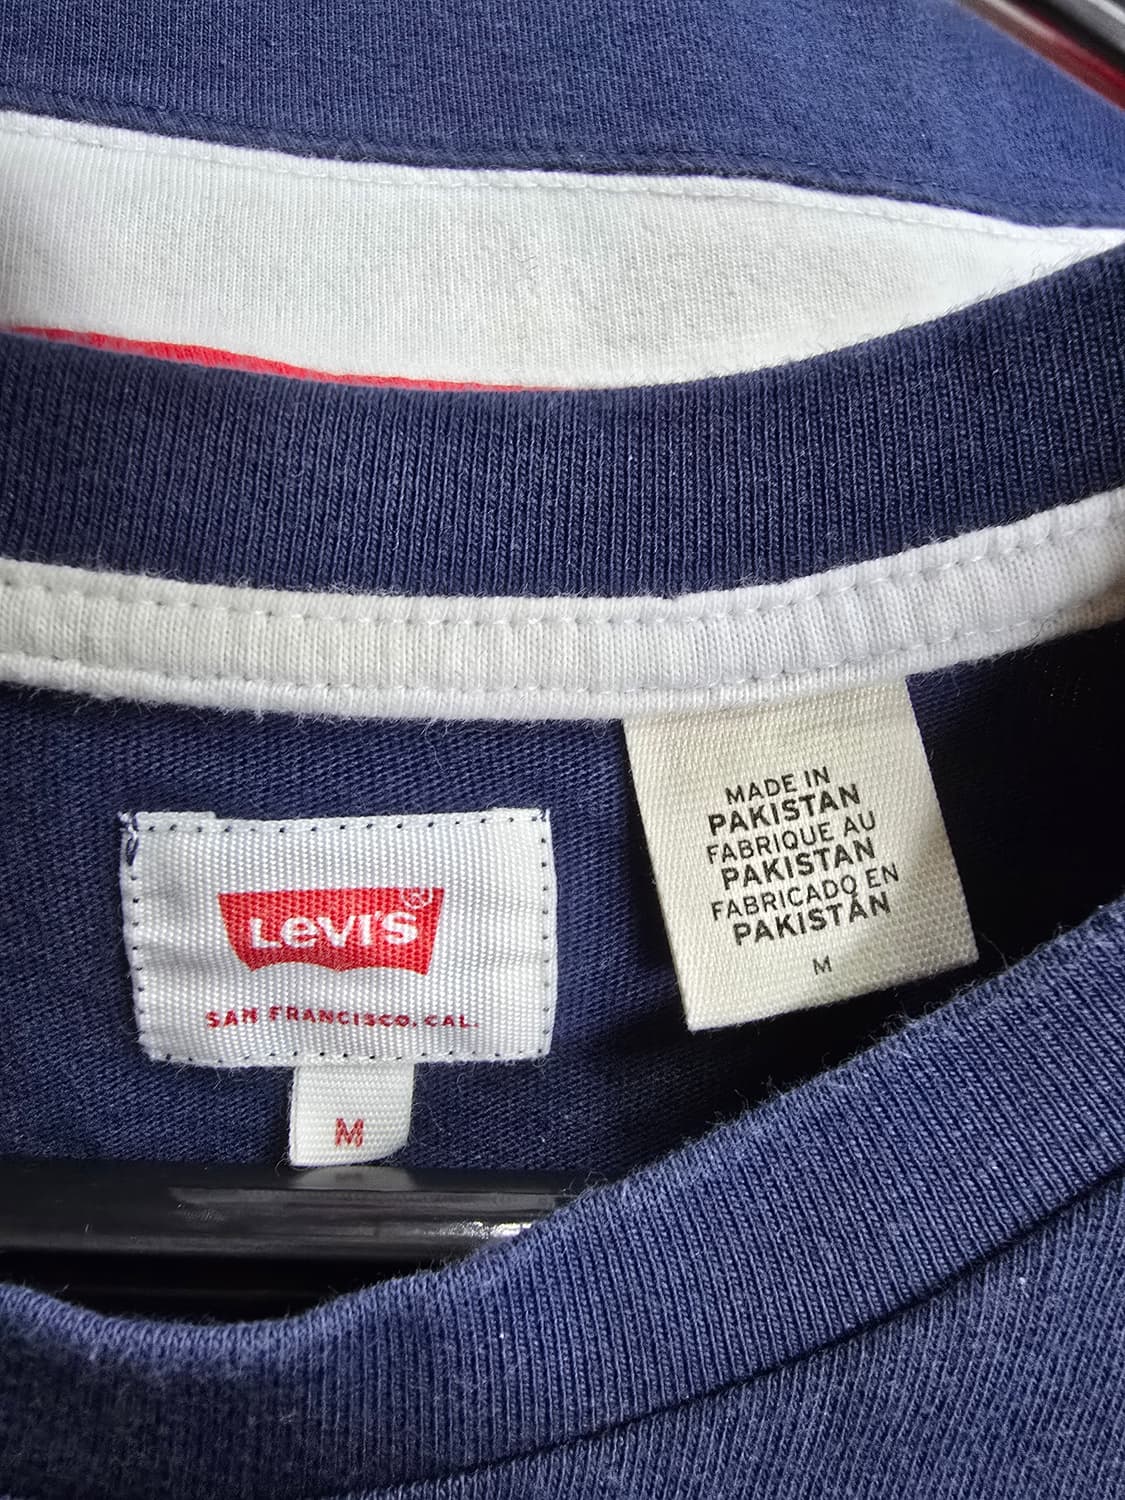 LEVI'S®
SAN FRANCISCO, CAL.
M
MADE IN
PAKISTAN
FABRIQUE AU
PAKISTAN
FABRICADO EN
PAKISTÁN
M